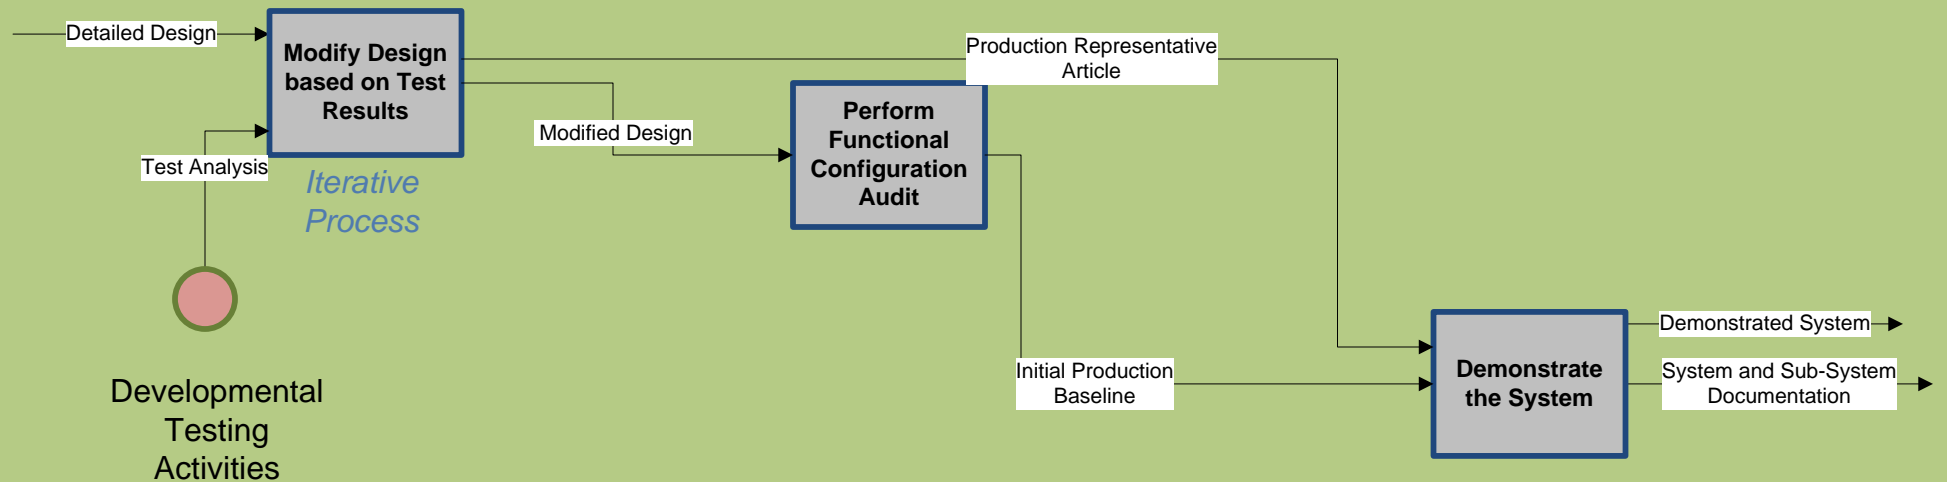 Detailed Design
Modify Design
based on Test
Results
Production Representative
Article
Perform
Functional
Configuration
Audit
Modified Design
Test Analysis
Iterative
Process
Developmental
Testing
Activities
Initial Production
Baseline
Demonstrate
the System
Demonstrated System
System and Sub-System
Documentation